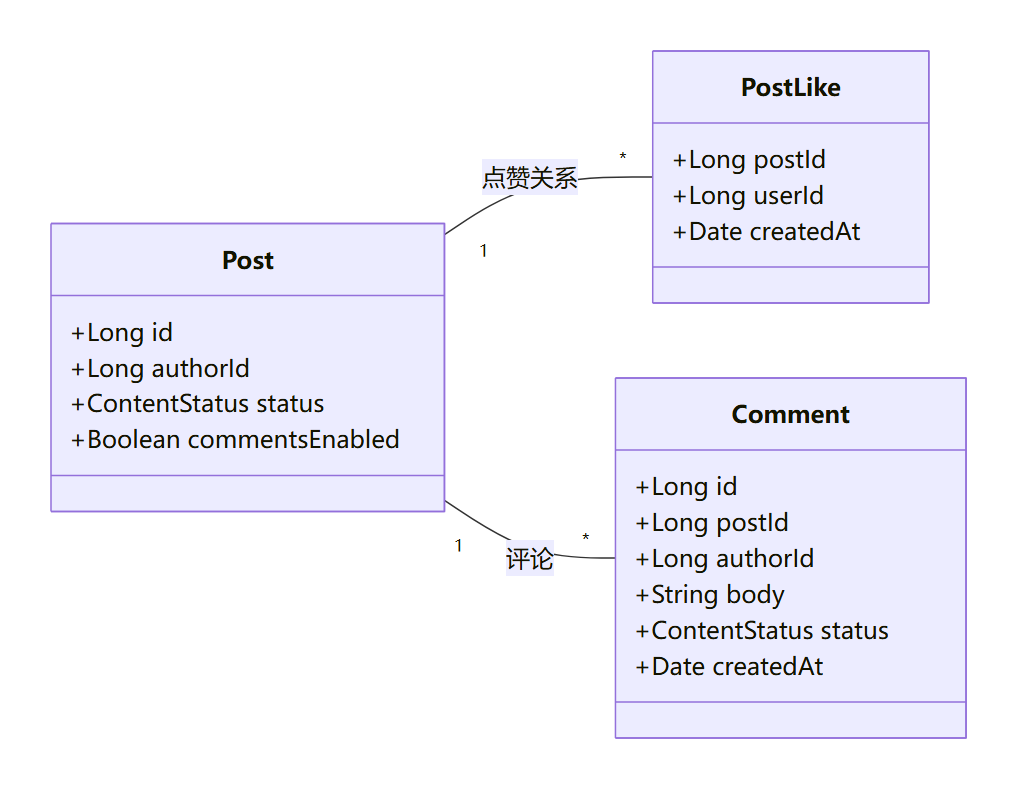 Post
+Long id
+Long authorId
+ContentStatus status
+Boolean commentsEnabled
点赞关系
1
*
PostLike
+Long postId
+Long userId
+Date createdAt
评论
1
*
Comment
+Long id
+Long postId
+Long authorId
+String body
+ContentStatus status
+Date createdAt